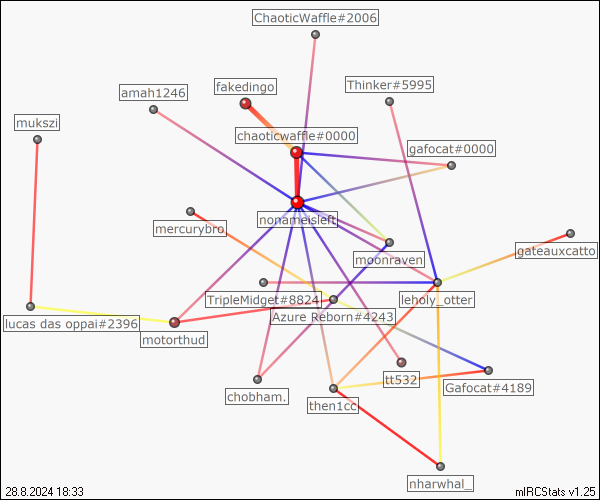 ChaoticWaffle#2006
fakedingo
Thinker#5995
amah1246
mukszi
chaoticwaffle#0000
gafocat#0000
nonameisleft
mercurybro
gateauxcatto
moonraven
TripleMidget#8824
leholy_otter
lucas das oppai#2396
Azure Reborn#4243
motorthud
tt532
Gafocat#4189
chobham.
then1cc
nharwhal_
28.8.2024 18:33
mIRCStats v1.25